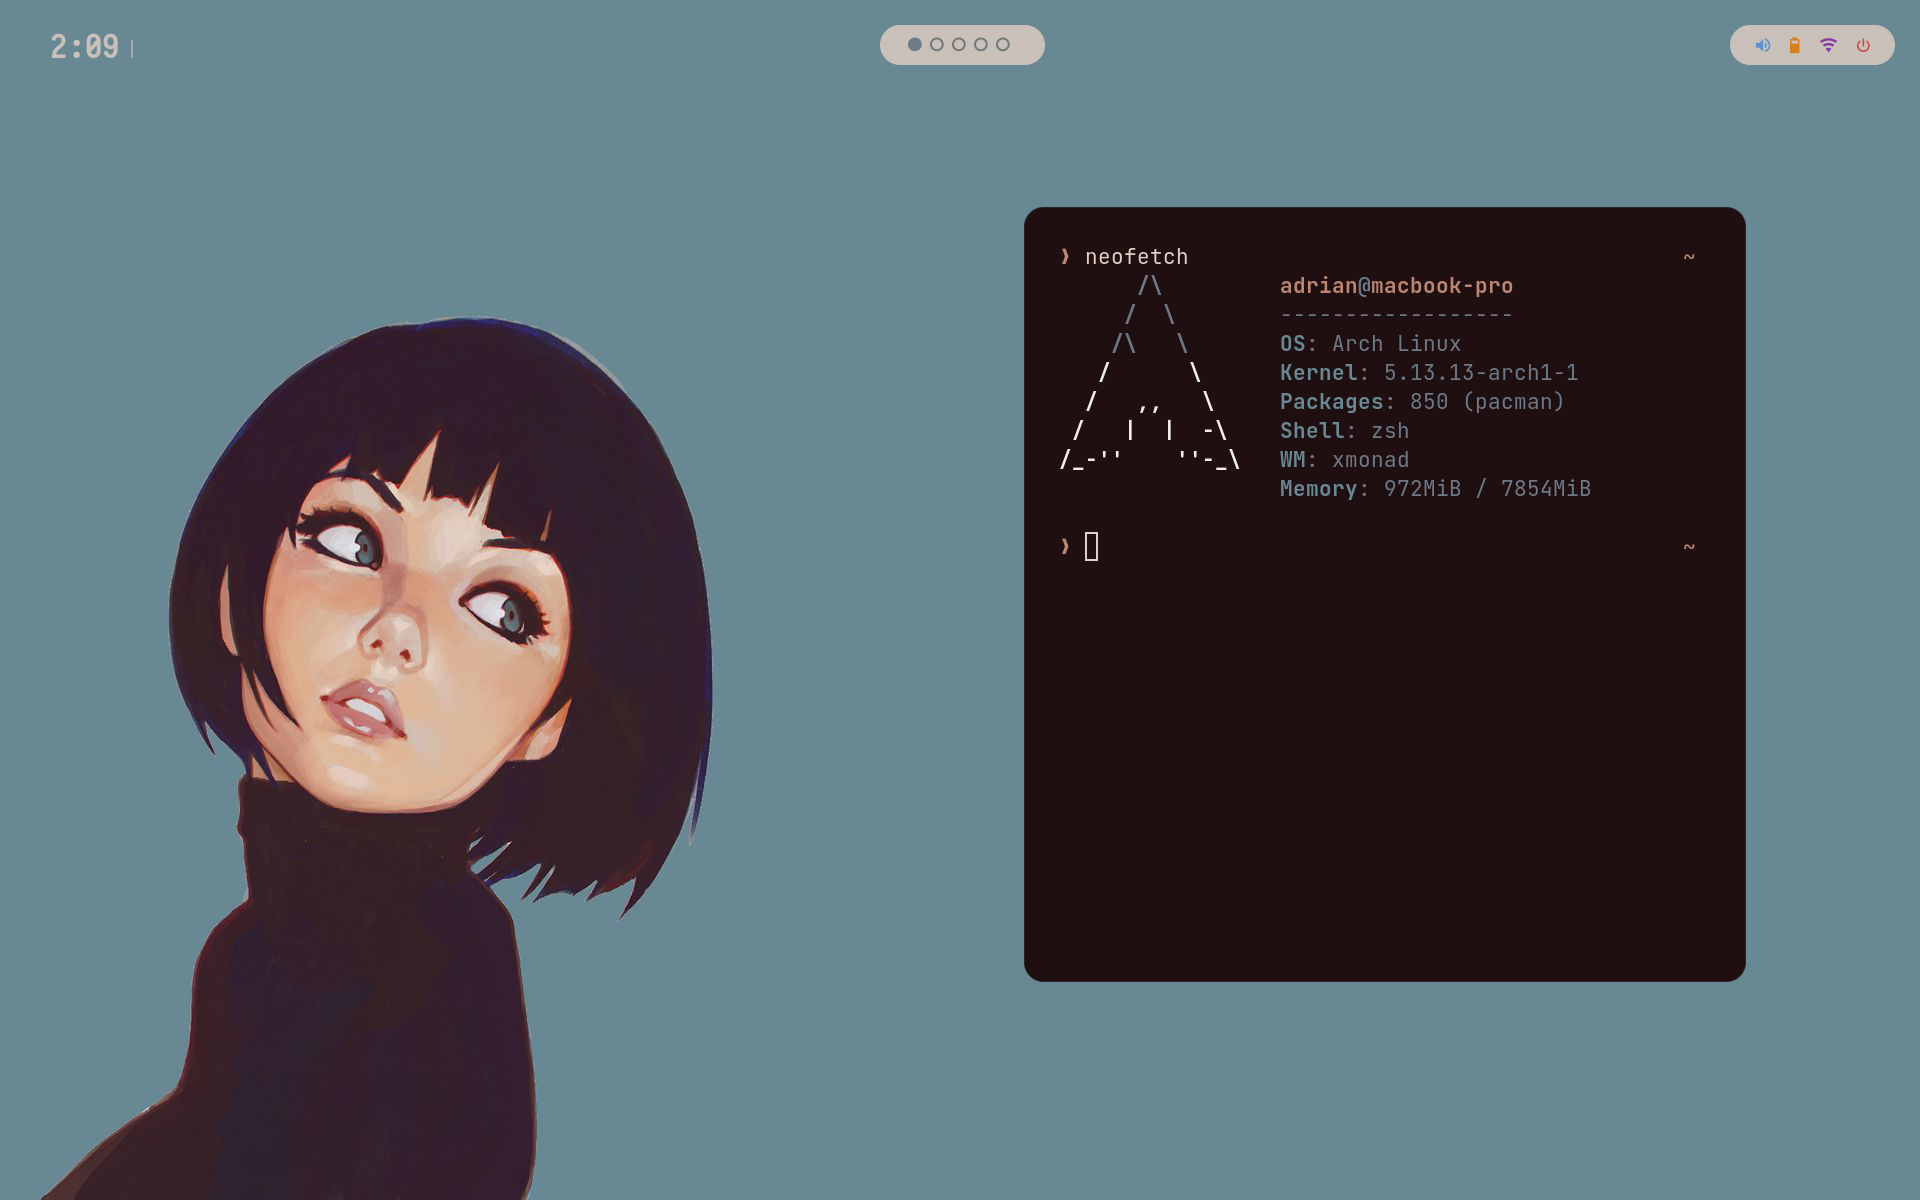 2:09
❱ neofetch ~
adrian@macbook-pro
------------------
OS: Arch Linux
Kernel: 5.13.13-arch1-1
Packages: 850 (pacman)
Shell: zsh
WM: xmonad
Memory: 972MiB / 7854MiB
❱ ~